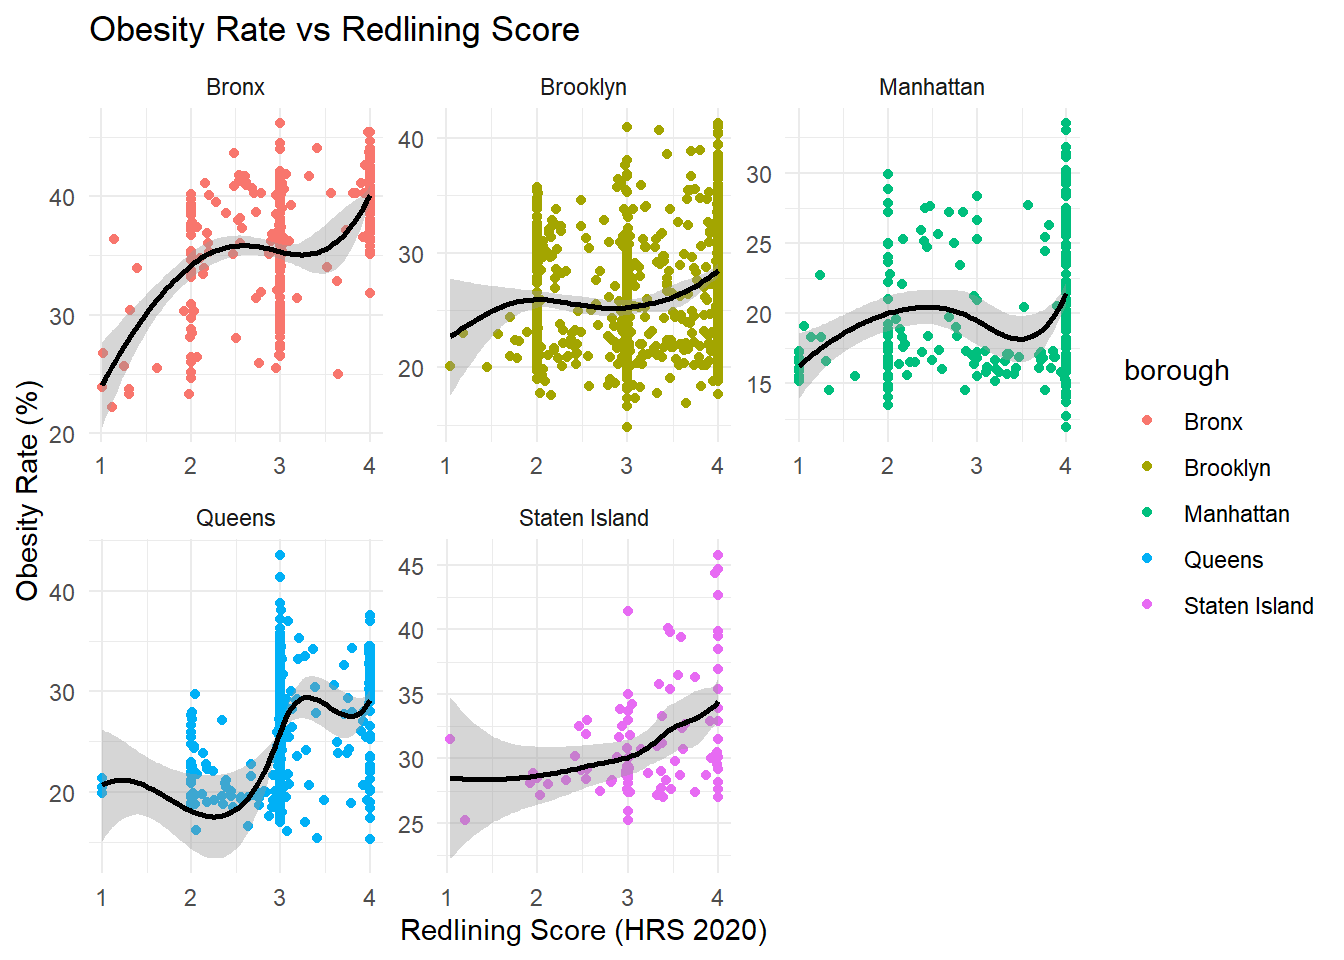 Obesity Rate vs Redlining Score
Bronx
Brooklyn
Manhattan
40
30
20
1 2 3 4
40
30
20
1 2 3 4
30
25
20
15
1 2 3 4
Queens
Staten Island
40
30
20
1 2 3 4
45
40
35
30
25
1 2 3 4
Obesity Rate (%)
Redlining Score (HRS 2020)
borough
Bronx
Brooklyn
Manhattan
Queens
Staten Island